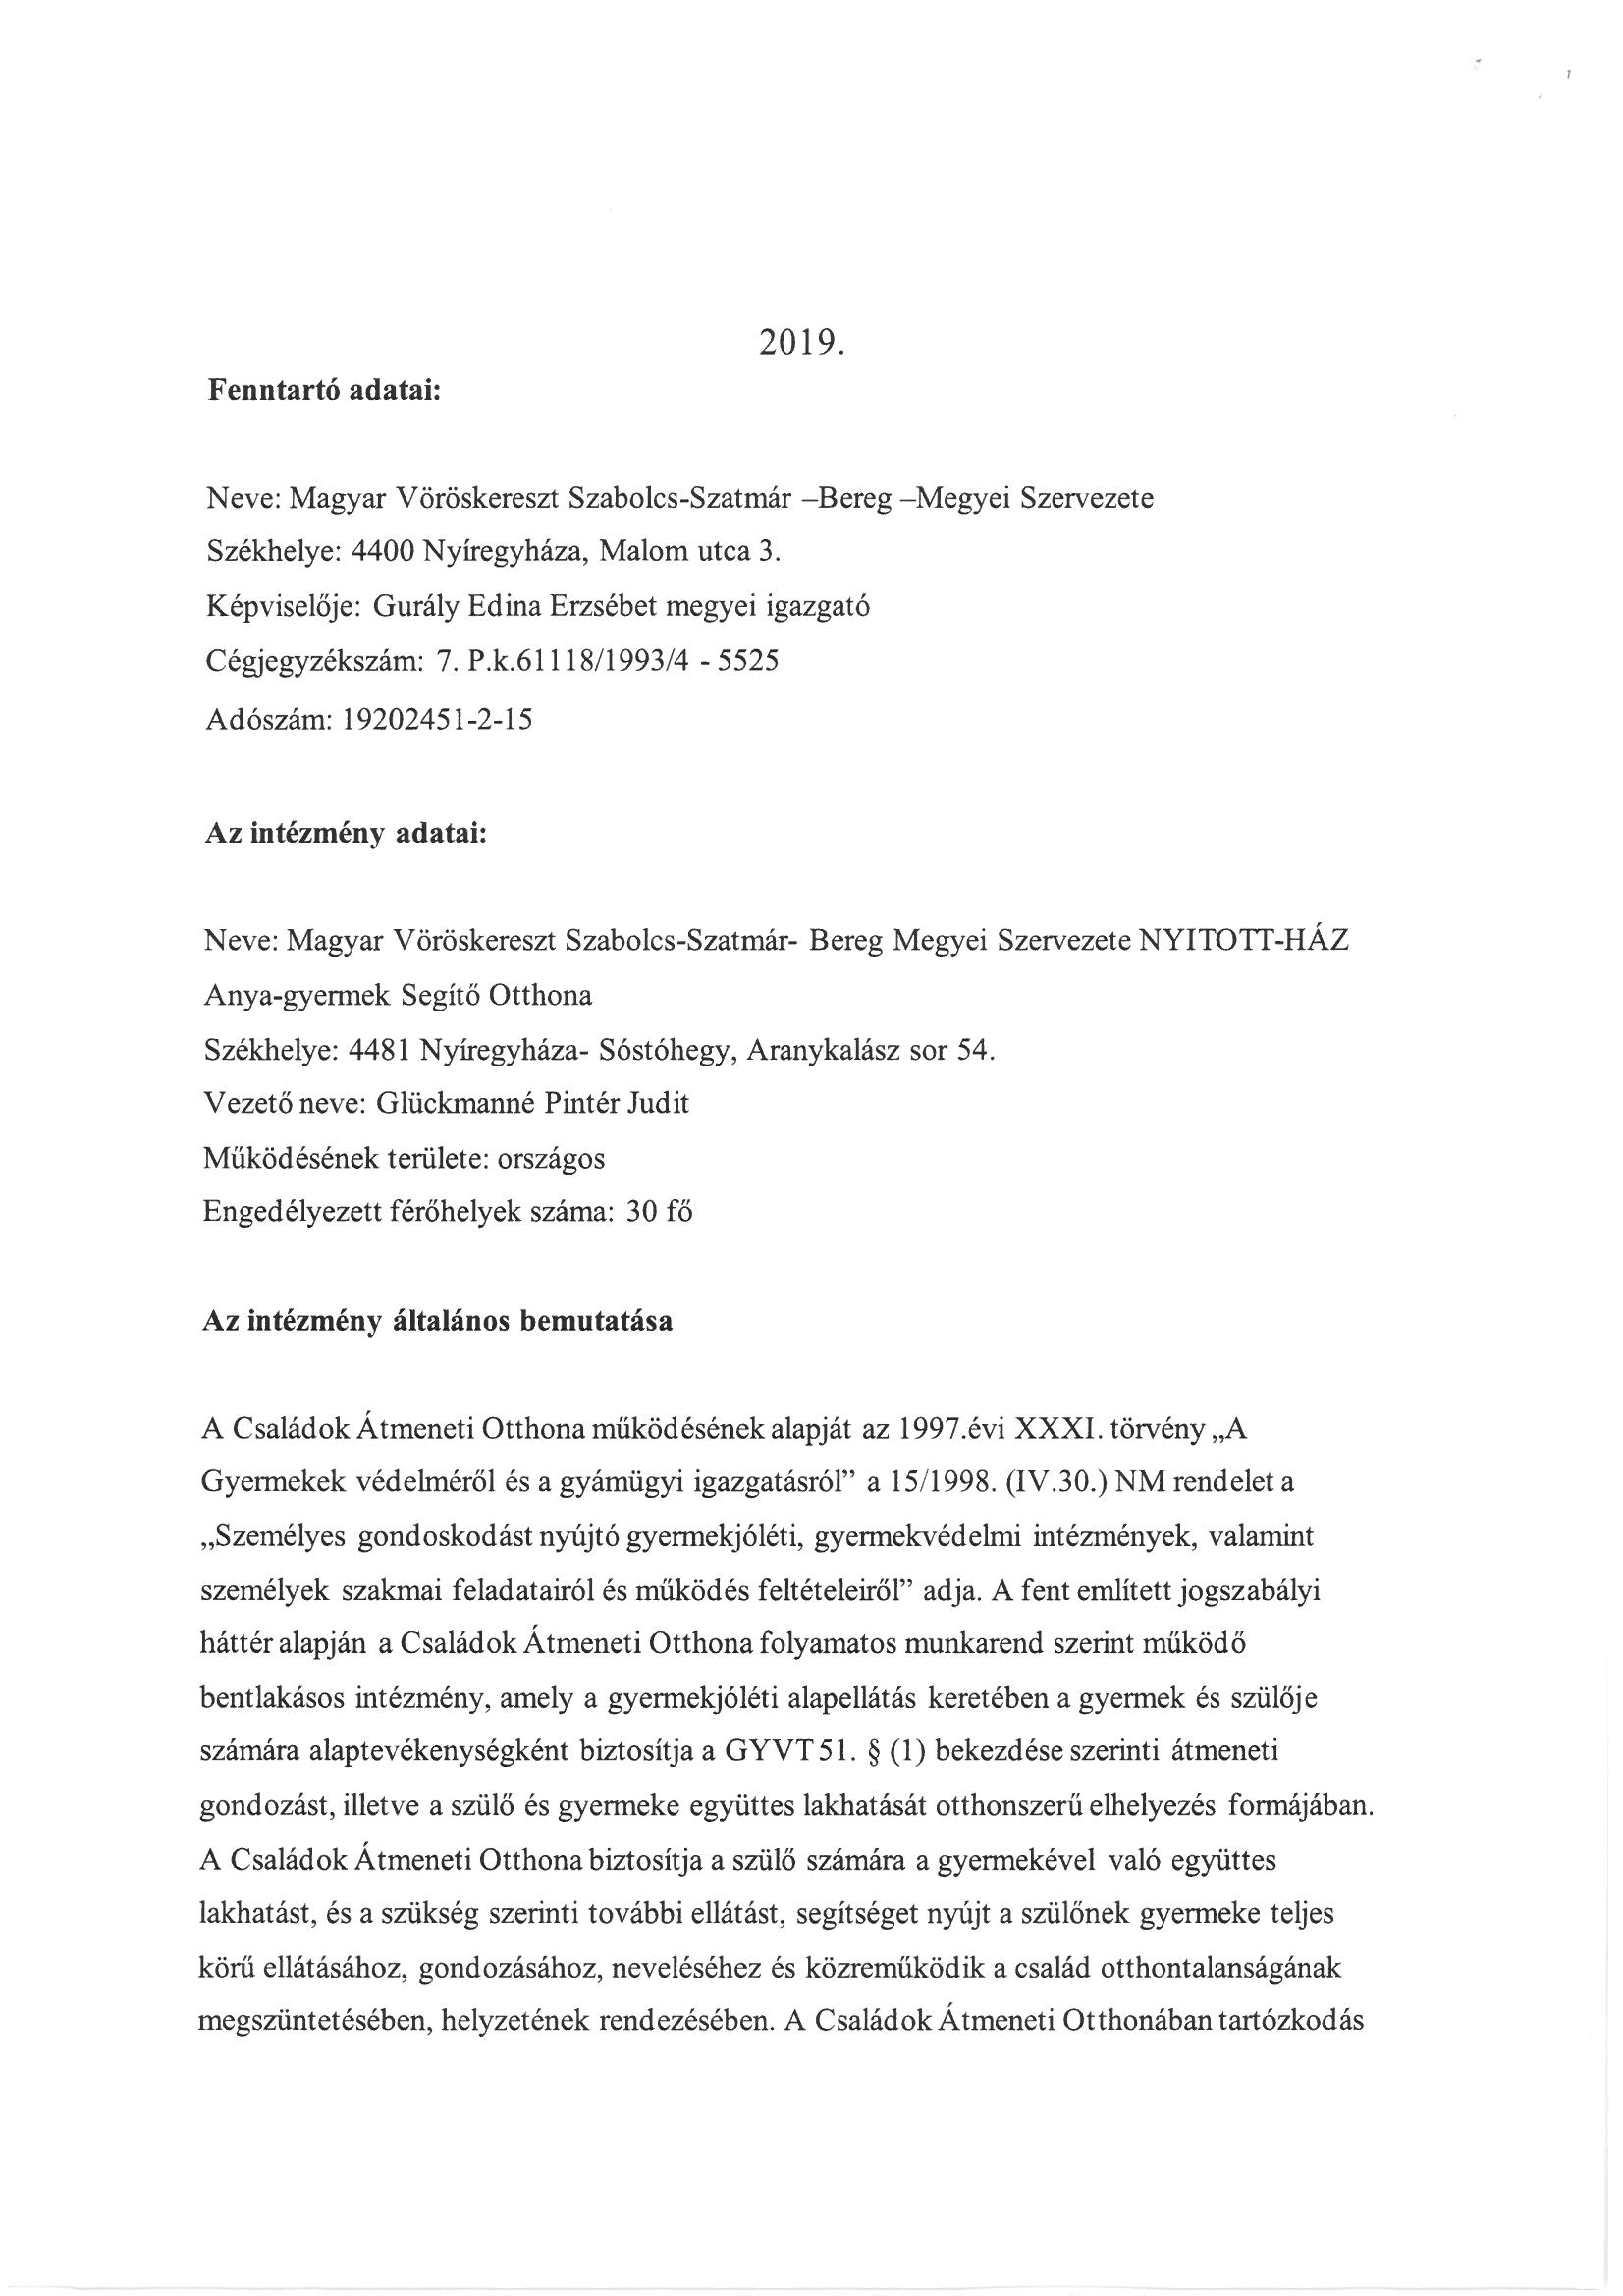 2019.
Fenntartó adatai:
Neve: Magyar Vöröskereszt Szabolcs-Szatmár –Bereg –Megyei Szervezete
Székhelye: 4400 Nyíregyháza, Malom utca 3.
Képviselője: Gurály Edina Erzsébet megyei igazgató
Cégjegyzékszám: 7. P.k.61118/1993/4 - 5525
Adószám: 19202451-2-15
Az intézmény adatai:
Neve: Magyar Vöröskereszt Szabolcs-Szatmár- Bereg Megyei Szervezete NYITOTT-HÁZ
Anya-gyermek Segítő Otthona
Székhelye: 4481 Nyíregyháza- Sóstóhegy, Aranykalász sor 54.
Vezető neve: Glückmanné Pintér Judit
Működésének területe: országos
Engedélyezett férőhelyek száma: 30 fő
Az intézmény általános bemutatása
A Családok Átmeneti Otthona működésének alapját az 1997.évi XXXI. törvény „A
Gyermekek védelméről és a gyámügyi igazgatásról” a 15/1998. (IV.30.) NM rendelet a
„Személyes gondoskodást nyújtó gyermekjóléti, gyermekvédelmi intézmények, valamint
személyek szakmai feladatairól és működés feltételeiről” adja. A fent említett jogszabályi
háttér alapján a Családok Átmeneti Otthona folyamatos munkarend szerint működő
bentlakásos intézmény, amely a gyermekjóléti alapellátás keretében a gyermek és szülője
számára alaptevékenységként biztosítja a GYVT 51. § (1) bekezdése szerinti átmeneti
gondozást, illetve a szülő és gyermeke együttes lakhatását otthonszerű elhelyezés formájában.
A Családok Átmeneti Otthona biztosítja a szülő számára a gyermekével való együttes
lakhatást, és a szükség szerinti további ellátást, segítséget nyújt a szülőnek gyermeke teljes
körű ellátásához, gondozásához, neveléséhez és közreműködik a család otthontalanságának
megszüntetésében, helyzetének rendezésében. A Családok Átmeneti Otthonában tartózkodás